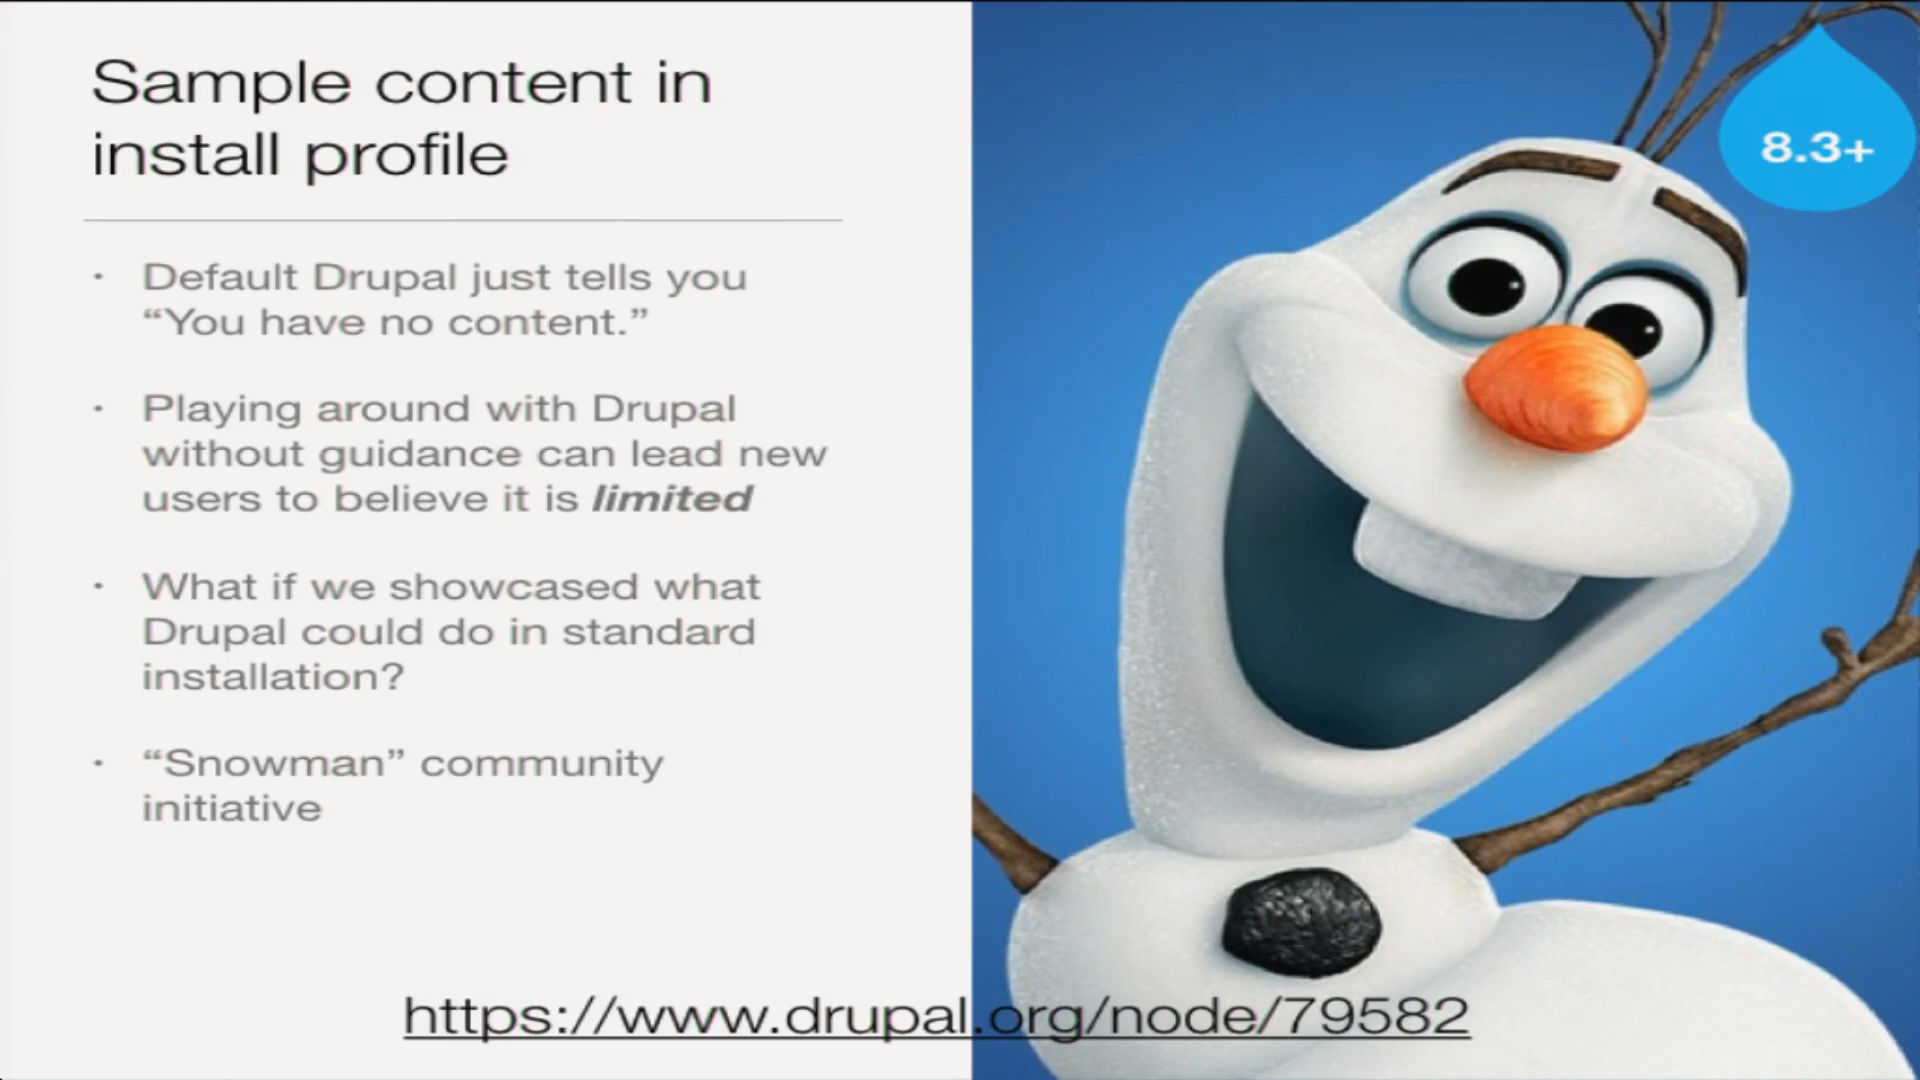 Sample content in
install profile
8.3+
• Default Drupal just tells you
“You have no content.”
• Playing around with Drupal
without guidance can lead new
users to believe it is limited
• What if we showcased what
Drupal could do in standard
installation?
• “Snowman” community
initiative
https://www.drupal.org/node/79582